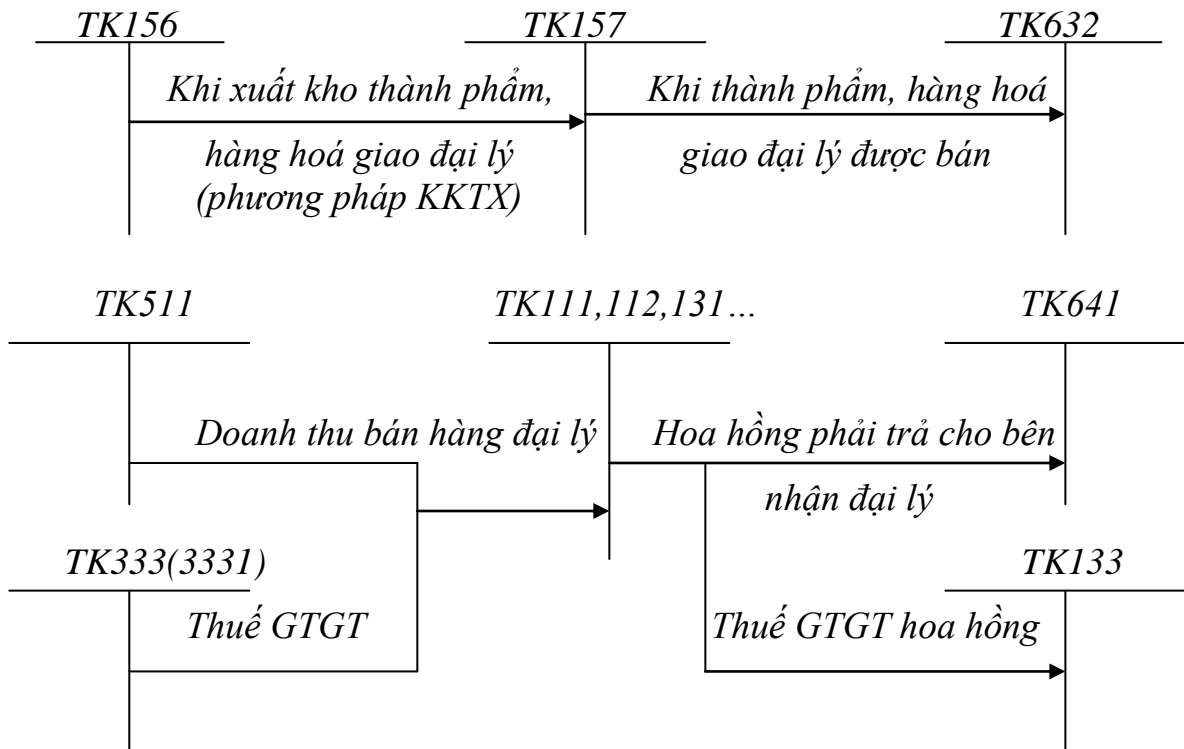 TK156 TK157 TK632
Khi xuất kho thành phẩm, Khi thành phẩm, hàng hoá
hàng hoá giao đại lý giao đại lý được bán
(phương pháp KKTX)
TK511 TK111,112,131... TK641
Doanh thu bán hàng đại lý Hoa hồng phải trả cho bên
nhận đại lý
TK333(3331) TK133
Thuế GTGT Thuế GTGT hoa hồng